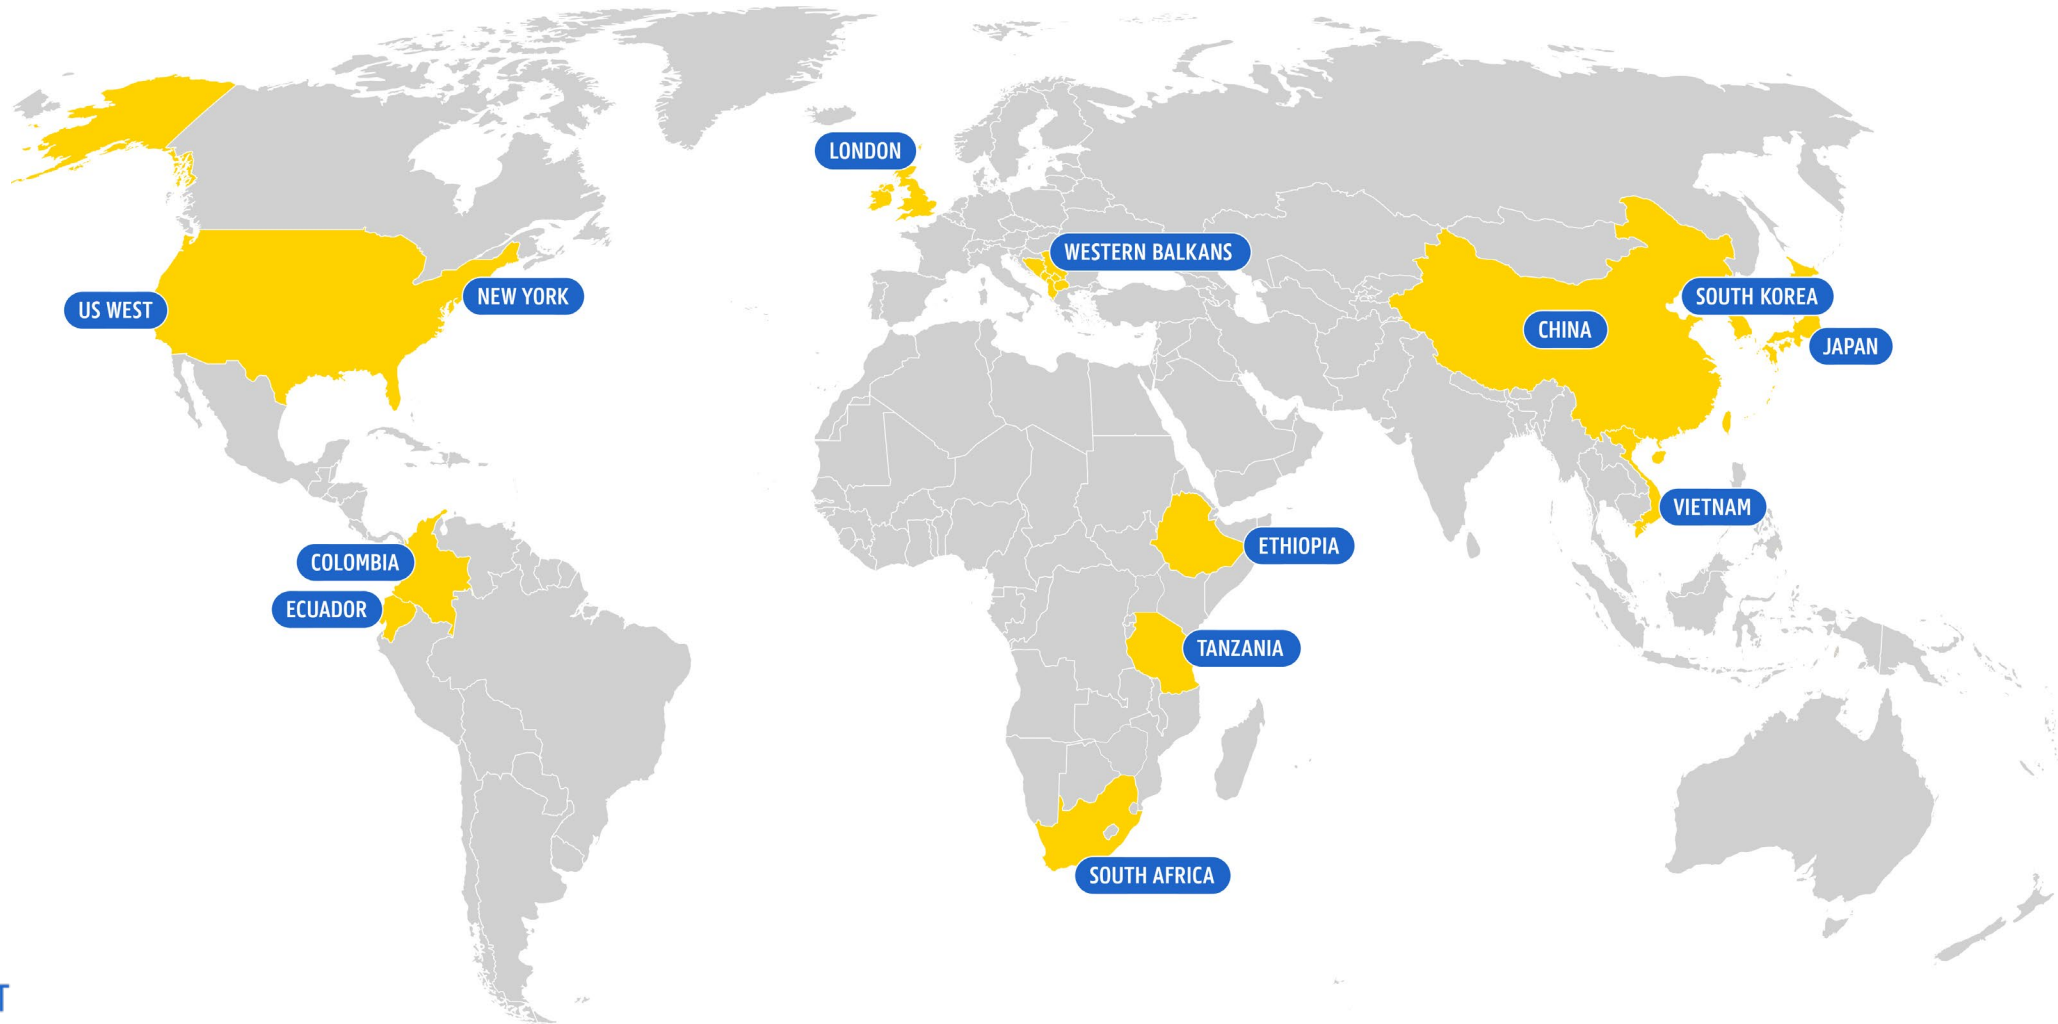 LONDON
WESTERN BALKANS
US WEST
NEW YORK
SOUTH KOREA
CHINA
JAPAN
VIETNAM
COLOMBIA
ETHIOPIA
ECUADOR
TANZANIA
SOUTH AFRICA
T